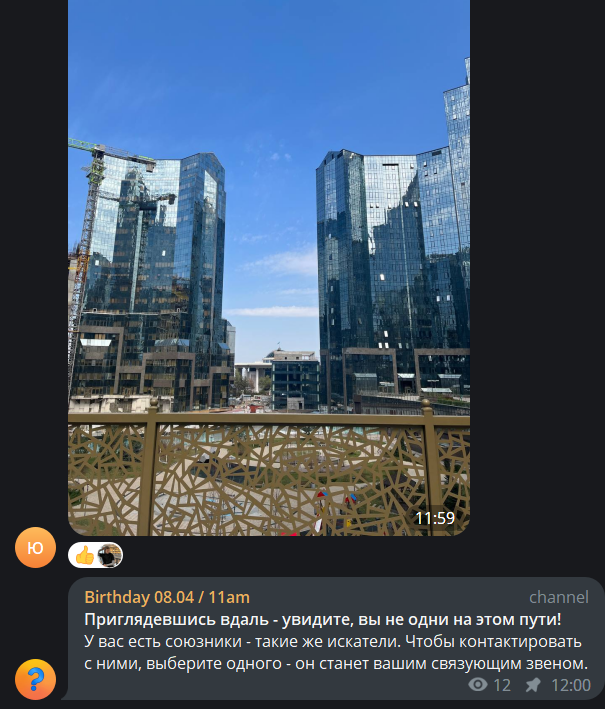 11:59
Ю
Birthday 08.04 / 11am channel
Приглядевшись вдаль - увидите, вы не одни на этом пути!
У вас есть союзники - такие же искатели. Чтобы контактировать
с ними, выберите одного - он станет вашим связующим звеном.
?
12 12:00